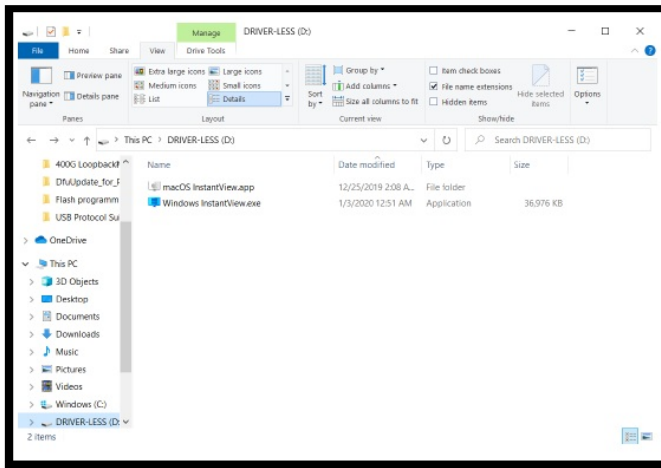 Manage
DRIVER-LESS (D:)
File
Home
Share
View
Drive Tools
Navigation pane
Preview pane
Details pane
Panes
Extra large icons
Large icons
Medium icons
Small icons
List
Details
Layout
Sort by
Group by
Add columns
Size all columns to fit
Current view
Item check boxes
File name extensions
Hidden items
Hide selected items
Show/hide
Options
This PC > DRIVER-LESS (D:)
Search DRIVER-LESS (D:)
Name
Date modified
Type
Size
macOS InstantView.app
12/25/2019 2:08 A...
File folder
Windows InstantView.exe
1/3/2020 12:51 AM
Application
36,976 KB
400G
DfuUpdate_for_
Flash programm
USB Protocol Su
OneDrive
This PC
3D Objects
Desktop
Documents
Downloads
Music
Pictures
Videos
Windows (C:)
DRIVER-LESS (D:
2 items